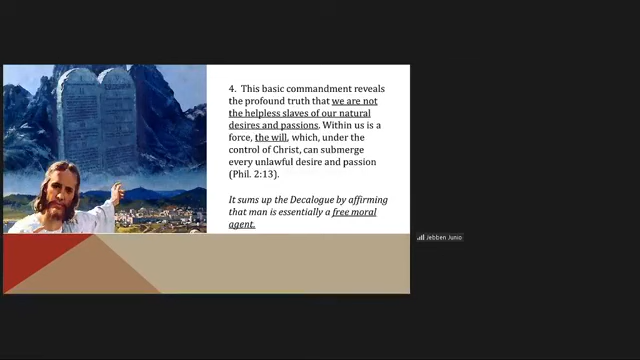 4. This basic commandment reveals
the profound truth that we are not
the helpless slaves of our natural
desires and passions. Within us is a
force, the will, which, under the
control of Christ, can submerge
every unlawful desire and passion
(Phil. 2:13).
It sums up the Decalogue by affirming
that man is essentially a free moral
agent.
Jebben Junio